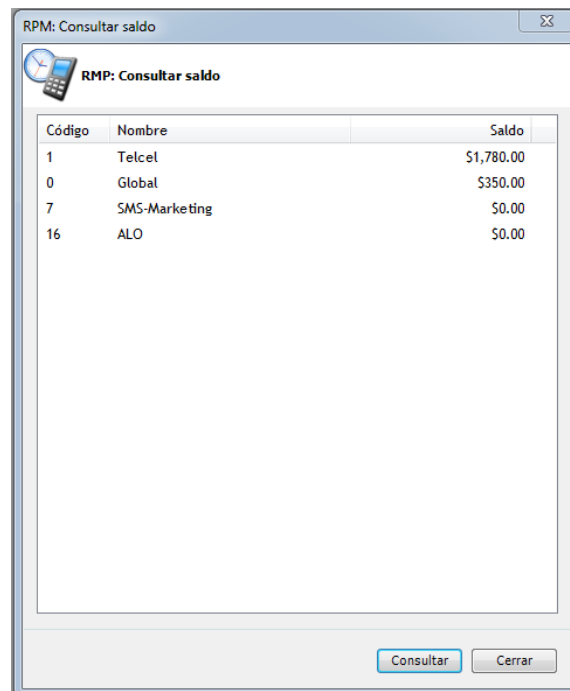 RPM: Consultar saldo
RMP: Consultar saldo
Código Nombre Saldo
1 Telcel $1,780.00
0 Global $350.00
7 SMS-Marketing $0.00
16 ALO $0.00
Consultar Cerrar